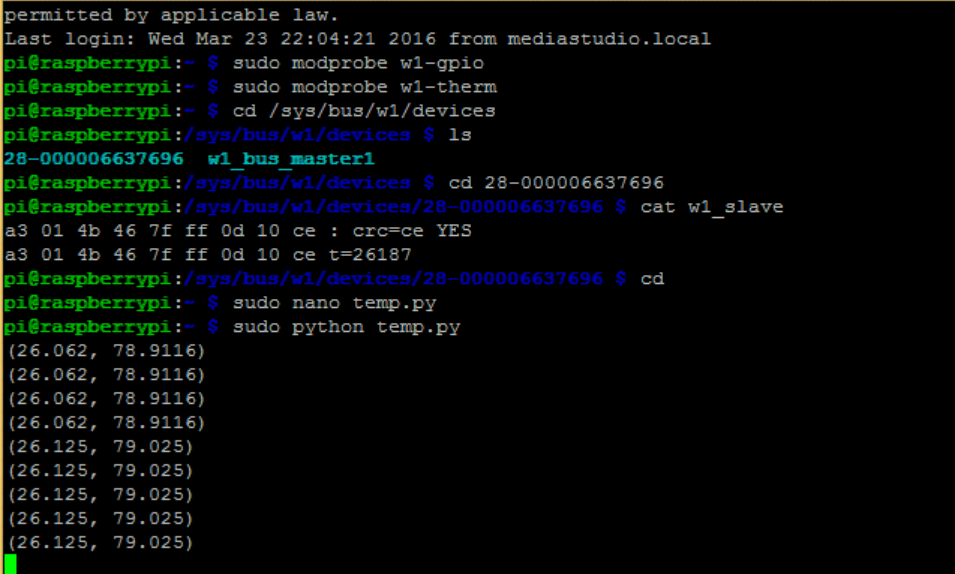 permitted by applicable law.
Last login: Wed Mar 23 22:04:21 2016 from mediastudio.local
pi@raspberrypi:~ $ sudo modprobe w1-gpio
pi@raspberrypi:~ $ sudo modprobe w1-therm
pi@raspberrypi:~ $ cd /sys/bus/w1/devices
pi@raspberrypi:/sys/bus/w1/devices $ ls
28-000006637696  w1_bus_master1
pi@raspberrypi:/sys/bus/w1/devices $ cd 28-000006637696
pi@raspberrypi:/sys/bus/w1/devices/28-000006637696 $ cat w1_slave
a3 01 4b 46 7f ff 0d 10 ce : crc=ce YES
a3 01 4b 46 7f ff 0d 10 ce t=26187
pi@raspberrypi:/sys/bus/w1/devices/28-000006637696 $ cd
pi@raspberrypi:~ $ sudo nano temp.py
pi@raspberrypi:~ $ sudo python temp.py
(26.062, 78.9116)
(26.062, 78.9116)
(26.062, 78.9116)
(26.062, 78.9116)
(26.125, 79.025)
(26.125, 79.025)
(26.125, 79.025)
(26.125, 79.025)
(26.125, 79.025)